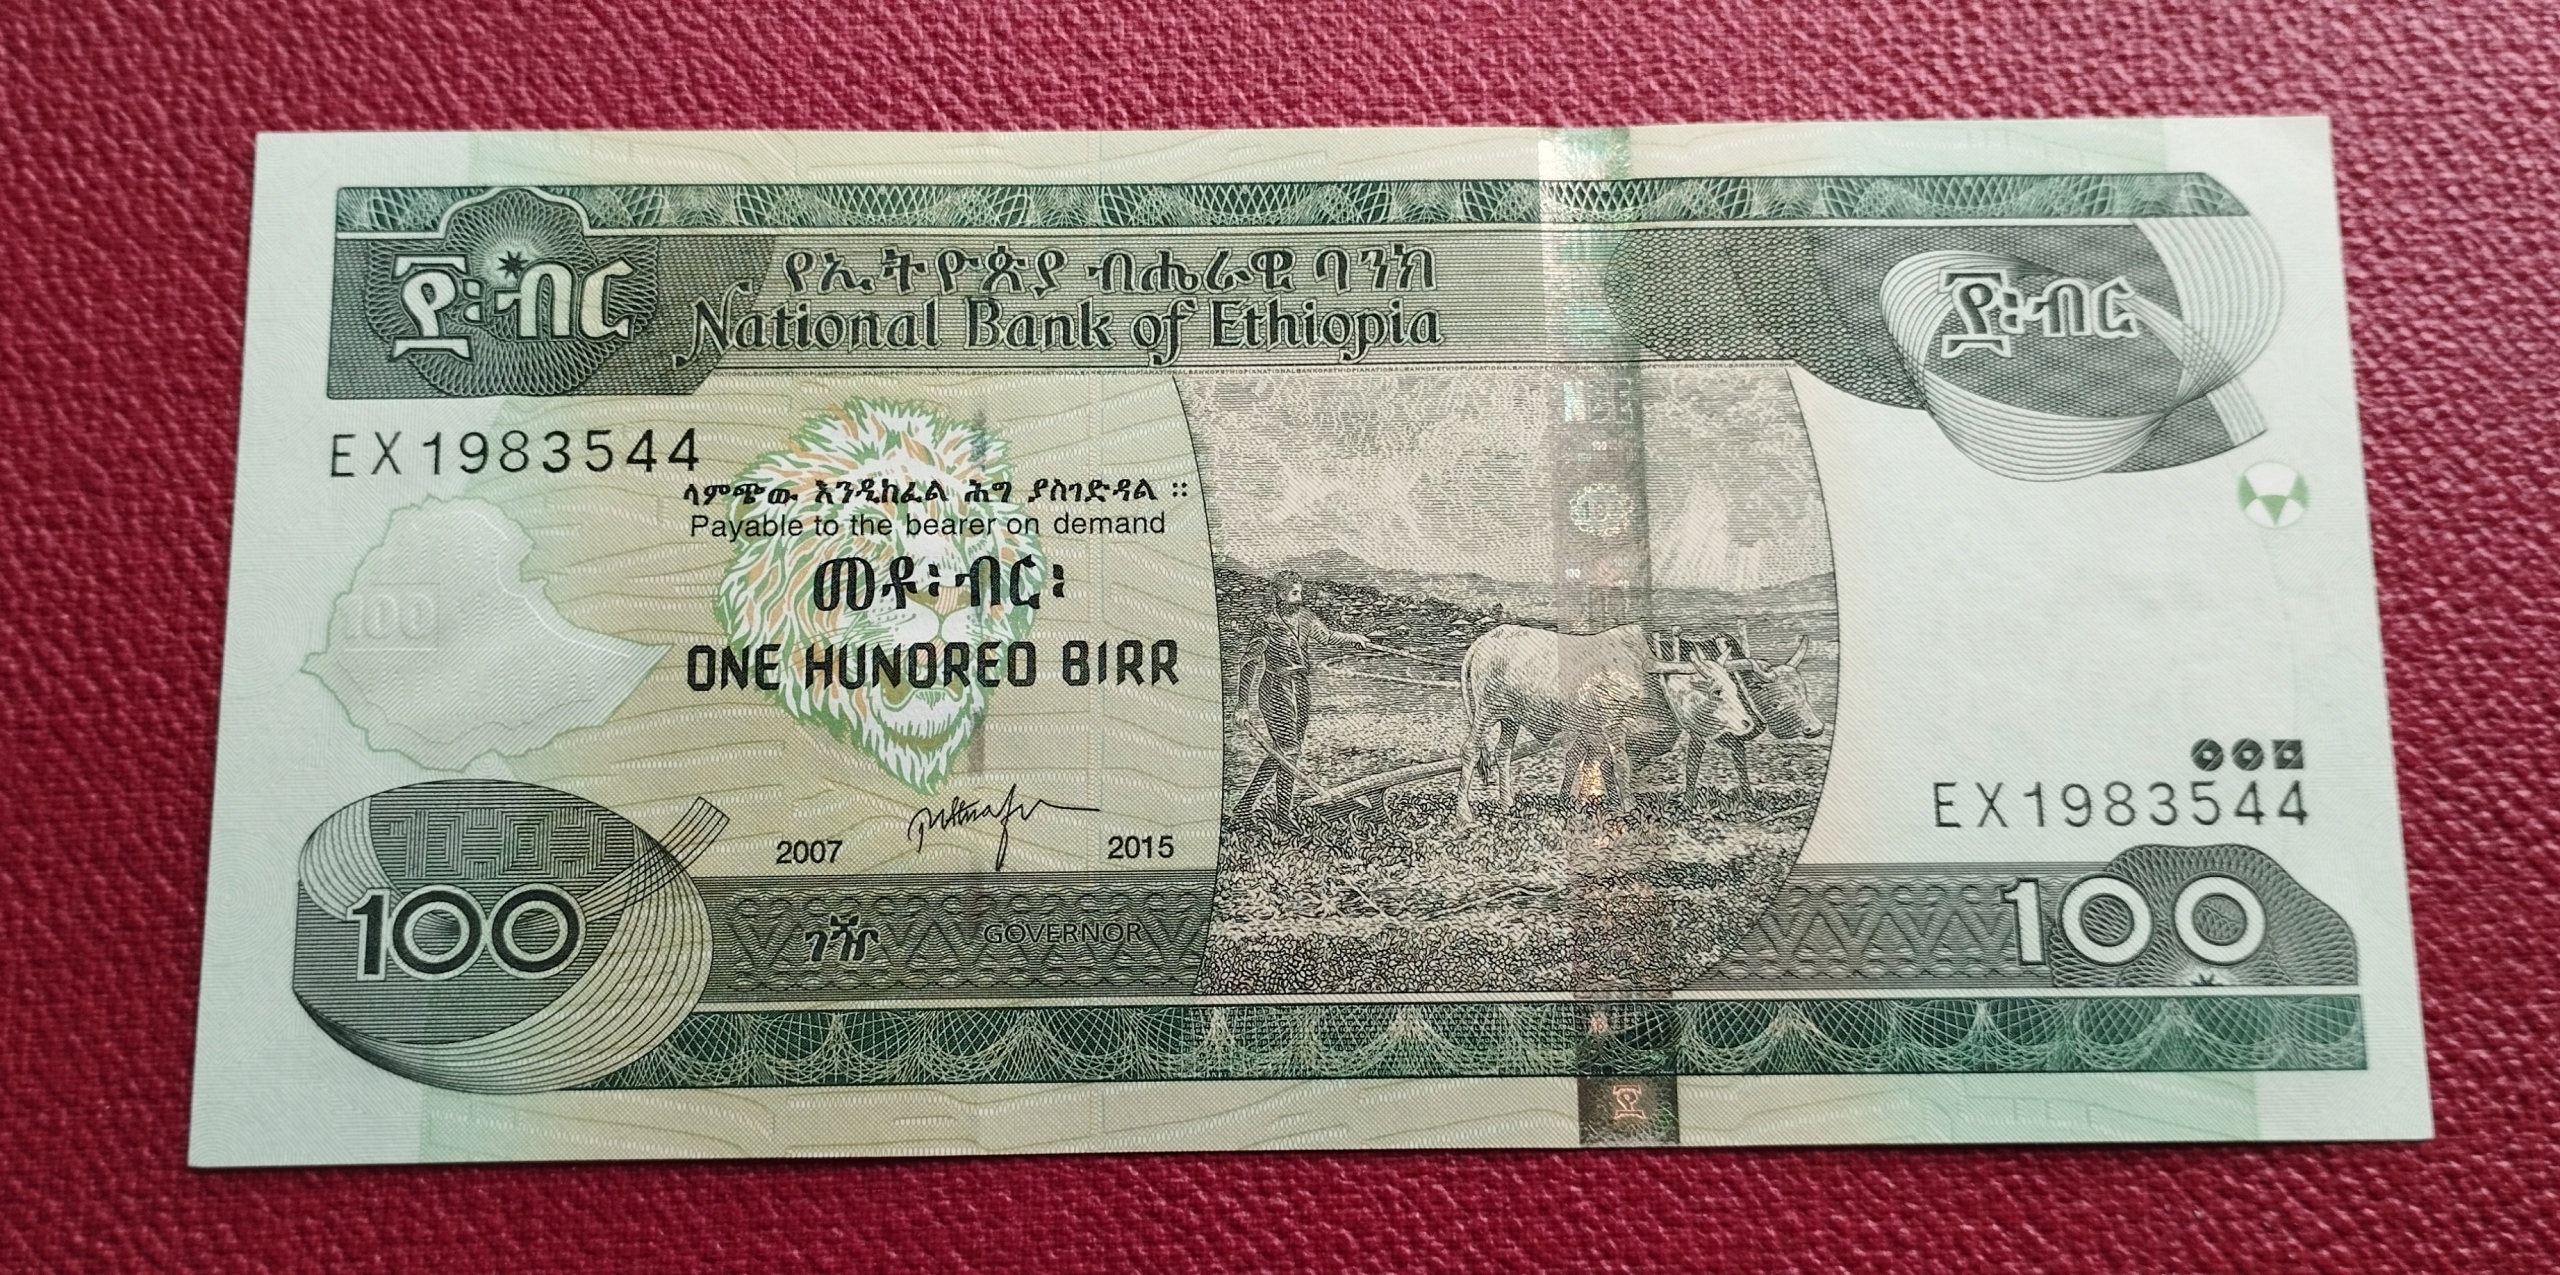 ፻፡ብር
የኢትዮጵያ ብሔራዊ ባንክ
National Bank of Ethiopia
፻፡ብር
EX1983544
ላምጭው እንዲከፈል ሕግ ያስገድዳል ።
Payable to the bearer on demand
መቶ፡ ብር፡
ONE HUNDRED BIRR
100
EX1983544
2007
2015
100
100
ገዥ
GOVERNOR
፻